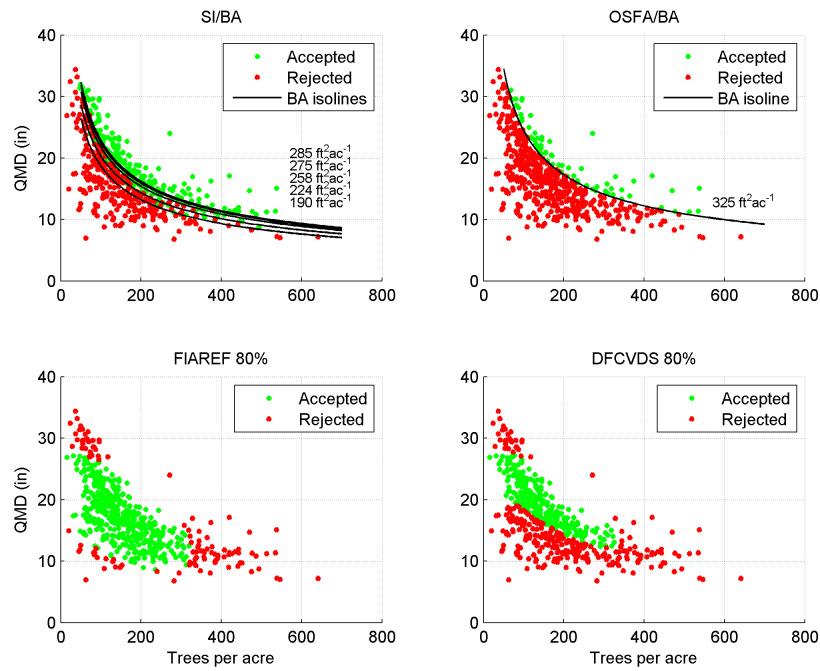 SI/BA
QMD (in)
40
30
20
10
0
0 200 400 600 800
Accepted
Rejected
BA isolines
285 ft²ac⁻¹
275 ft²ac⁻¹
258 ft²ac⁻¹
224 ft²ac⁻¹
190 ft²ac⁻¹
OSFA/BA
40
30
20
10
0
0 200 400 600 800
Accepted
Rejected
BA isoline
325 ft²ac⁻¹
FIAREF 80%
QMD (in)
40
30
20
10
0
0 200 400 600 800
Trees per acre
Accepted
Rejected
DFCVDS 80%
40
30
20
10
0
0 200 400 600 800
Trees per acre
Accepted
Rejected